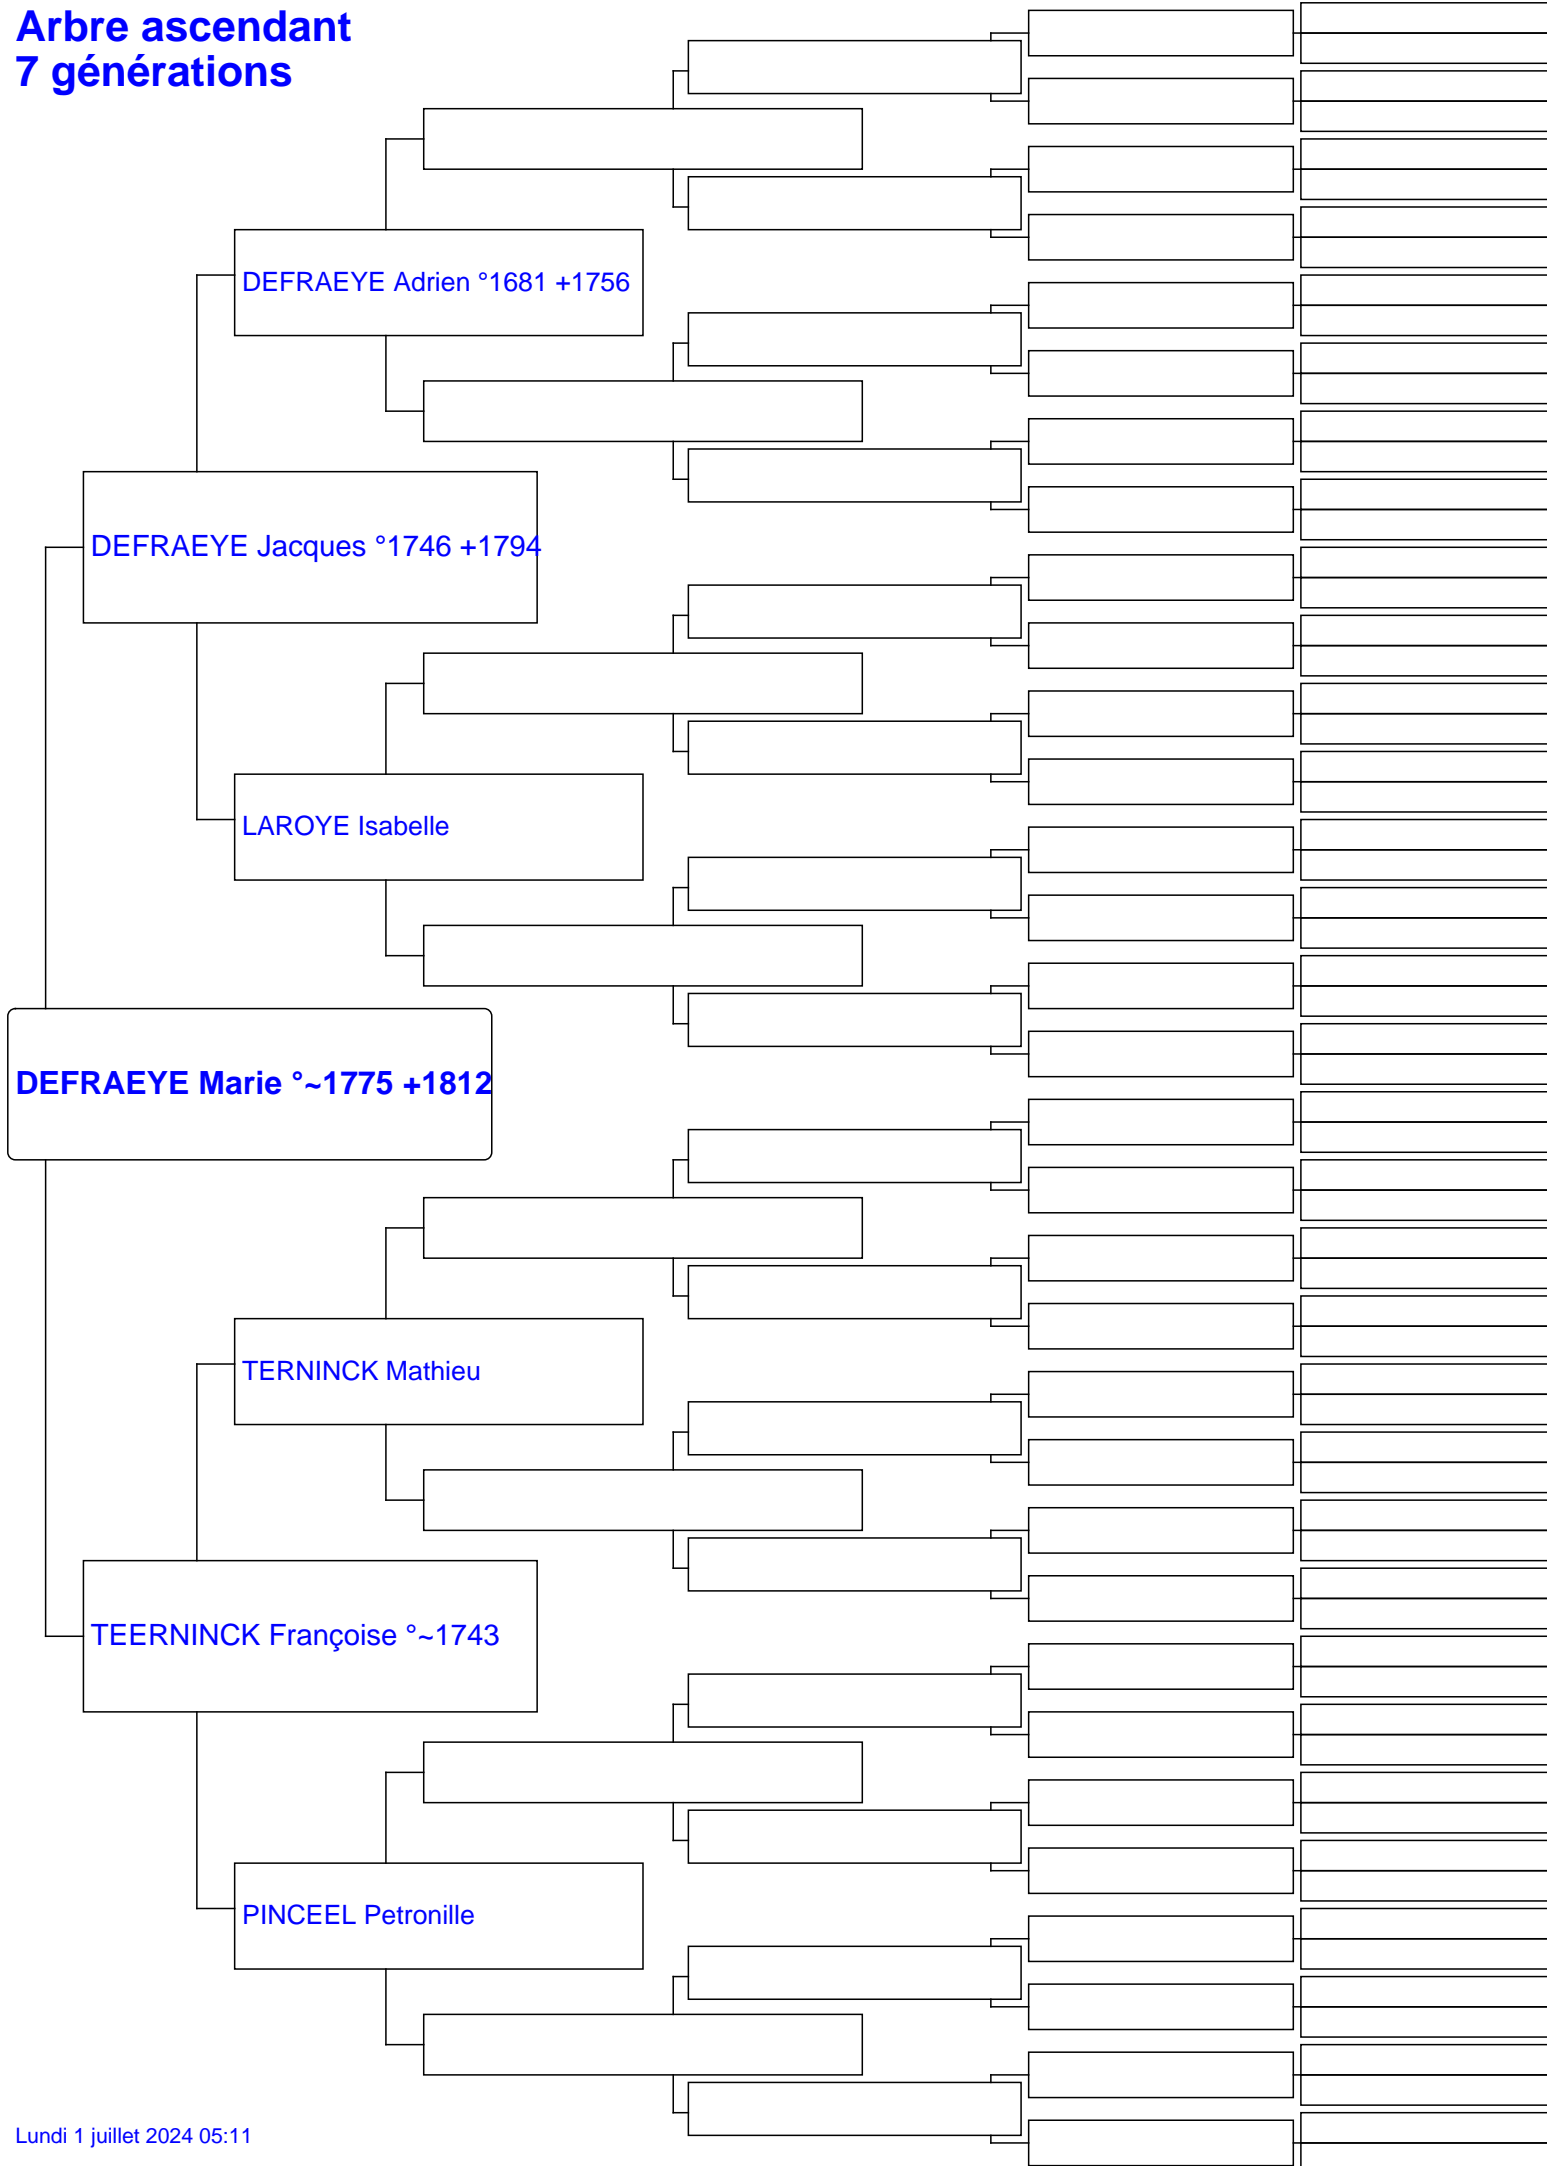 Arbre ascendant
7 générations
DEFRAEYE Adrien °1681 +1756
DEFRAEYE Jacques °1746 +1794
LAROYE Isabelle
DEFRAEYE Marie °~1775 +1812
TERNINCK Mathieu
TEERNINCK Françoise °~1743
PINCEEL Petronille
Lundi 1 juillet 2024 05:11